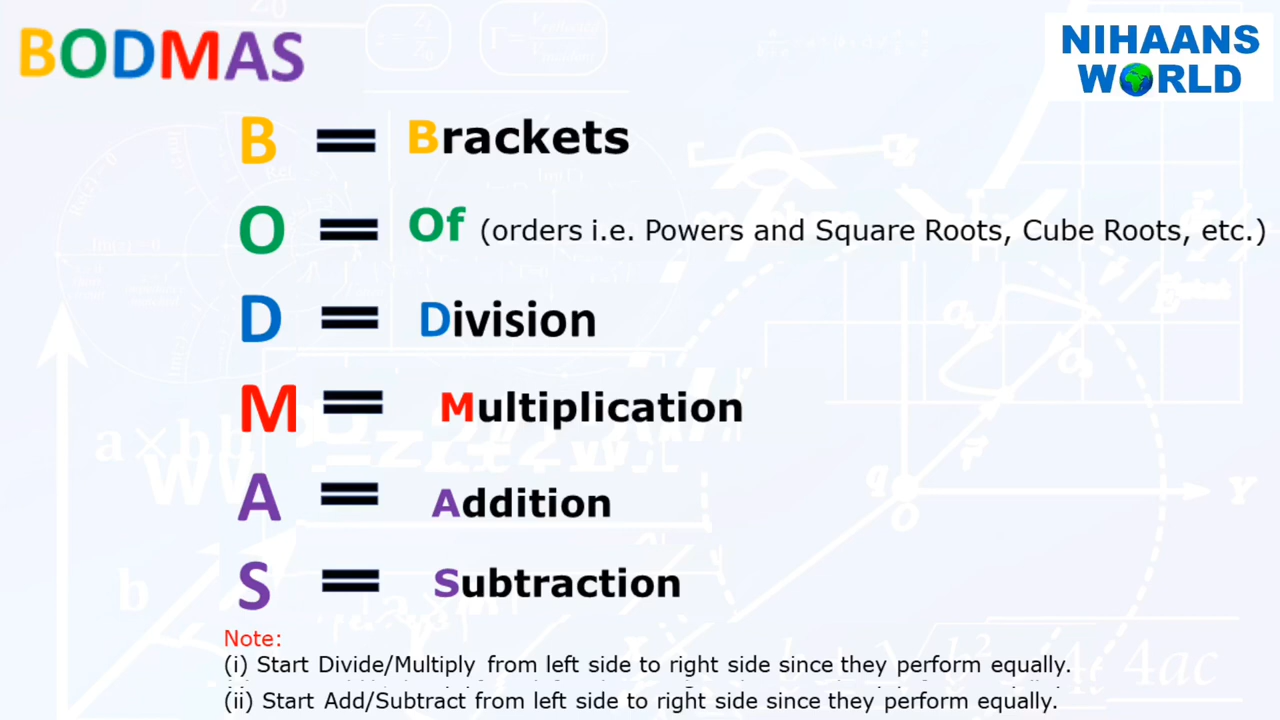 BODMAS
NIHAANS
WORLD
B = Brackets
O = Of (orders i.e. Powers and Square Roots, Cube Roots, etc.)
D = Division
M = Multiplication
A = Addition
S = Subtraction
Note:
(i) Start Divide/Multiply from left side to right side since they perform equally.
(ii) Start Add/Subtract from left side to right side since they perform equally.